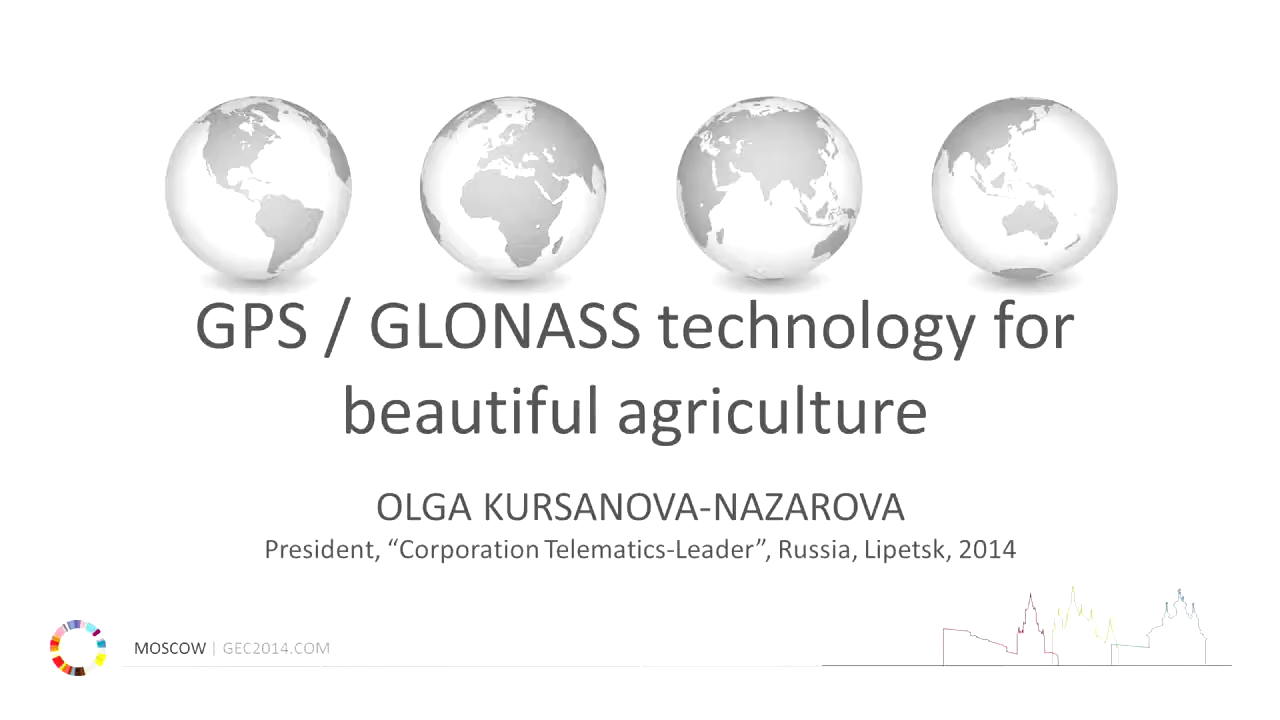 GPS / GLONASS technology for
beautiful agriculture
OLGA KURSANOVA-NAZAROVA
President, “Corporation Telematics-Leader”, Russia, Lipetsk, 2014
MOSCOW | GEC2014.COM